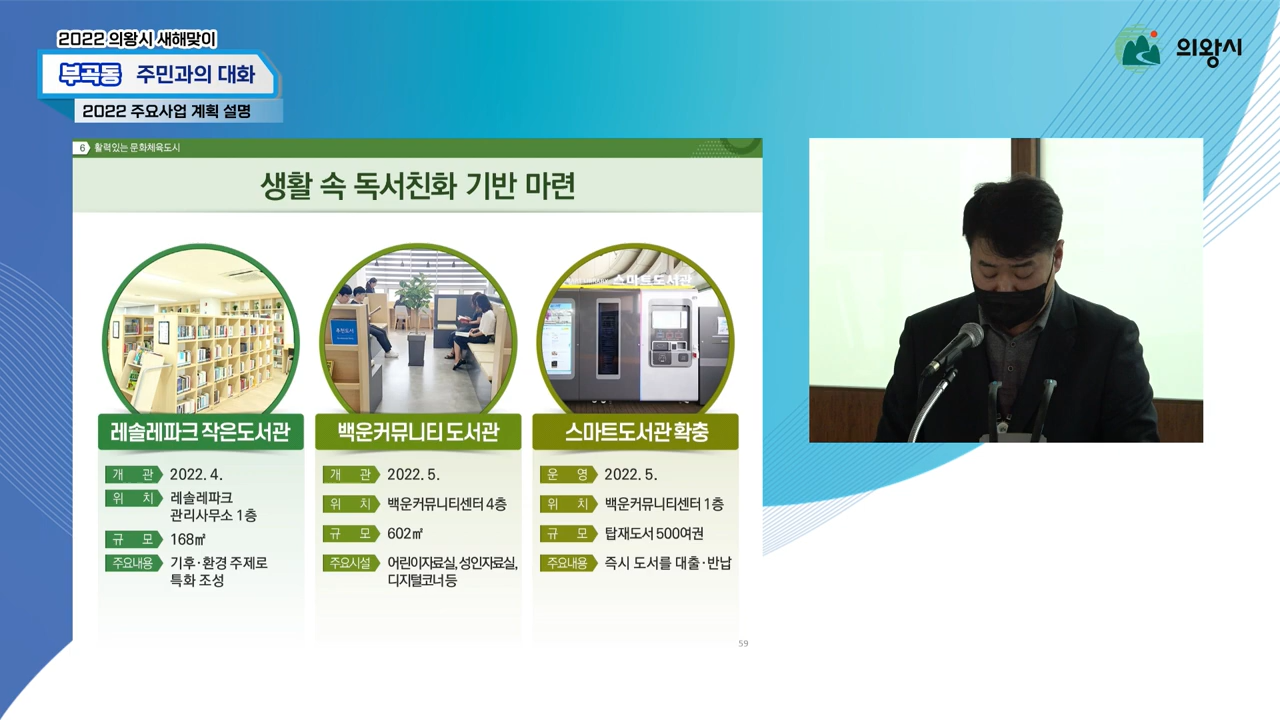 2022 의왕시 새해맞이
부곡동 주민과의 대화
2022 주요사업 계획 설명
의왕시
6 활력있는 문화체육도시
생활 속 독서친화 기반 마련
스마트도서관
추천도서
레솔레파크 작은도서관
개 관 2022. 4.
위 치 레솔레파크
관리사무소 1층
규 모 168㎡
주요내용 기후·환경 주제로
특화 조성
백운커뮤니티 도서관
개 관 2022. 5.
위 치 백운커뮤니티센터 4층
규 모 602㎡
주요시설 어린이자료실, 성인자료실,
디지털코너 등
스마트도서관 확충
운 영 2022. 5.
위 치 백운커뮤니티센터 1층
규 모 탑재도서 500여권
주요내용 즉시 도서를 대출·반납
59